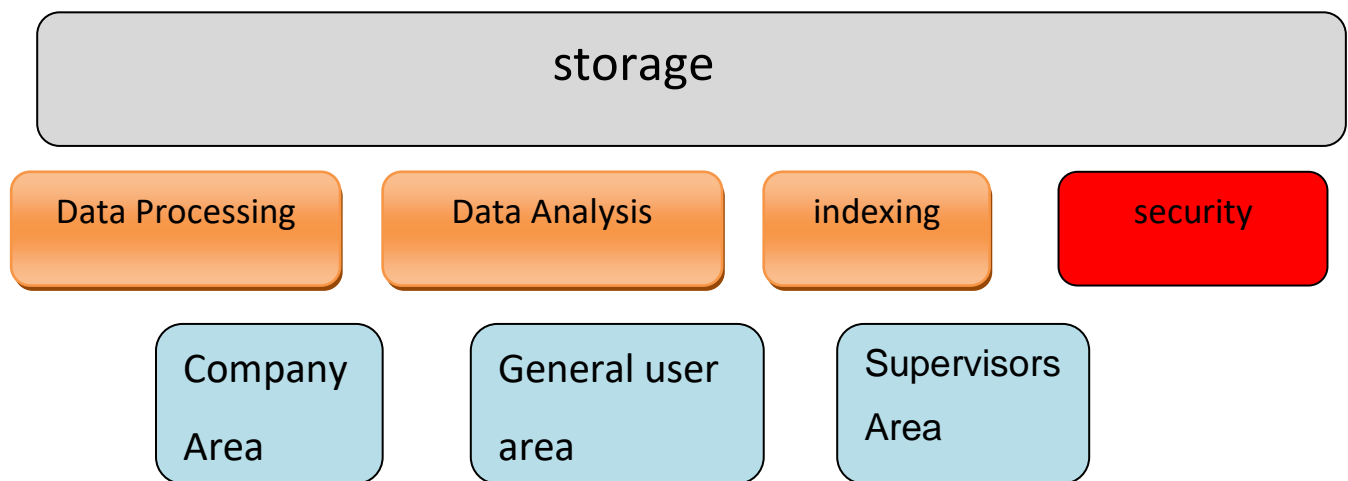 storage
Data Processing
Data Analysis
indexing
security
Company
Area
General user
area
Supervisors
Area